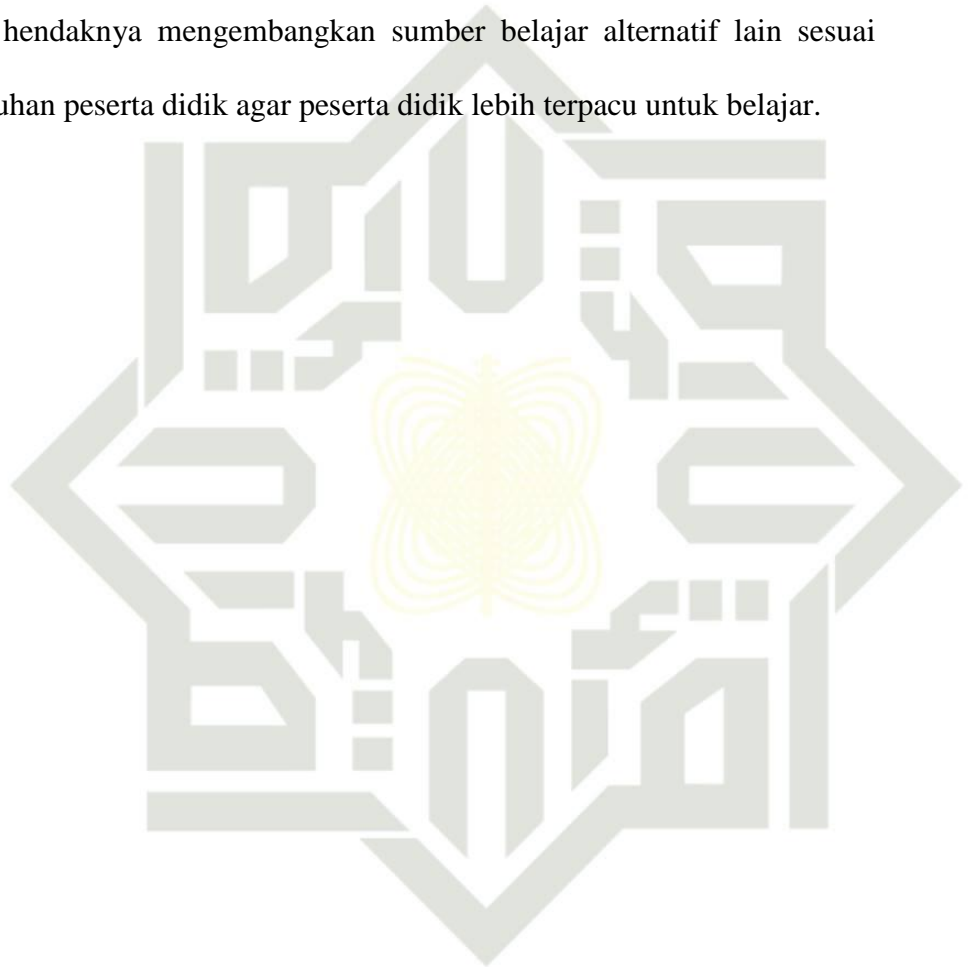 hendaknya mengembangkan sumber belajar alternatif lain sesuai
uhan peserta didik agar peserta didik lebih terpacu untuk belajar.